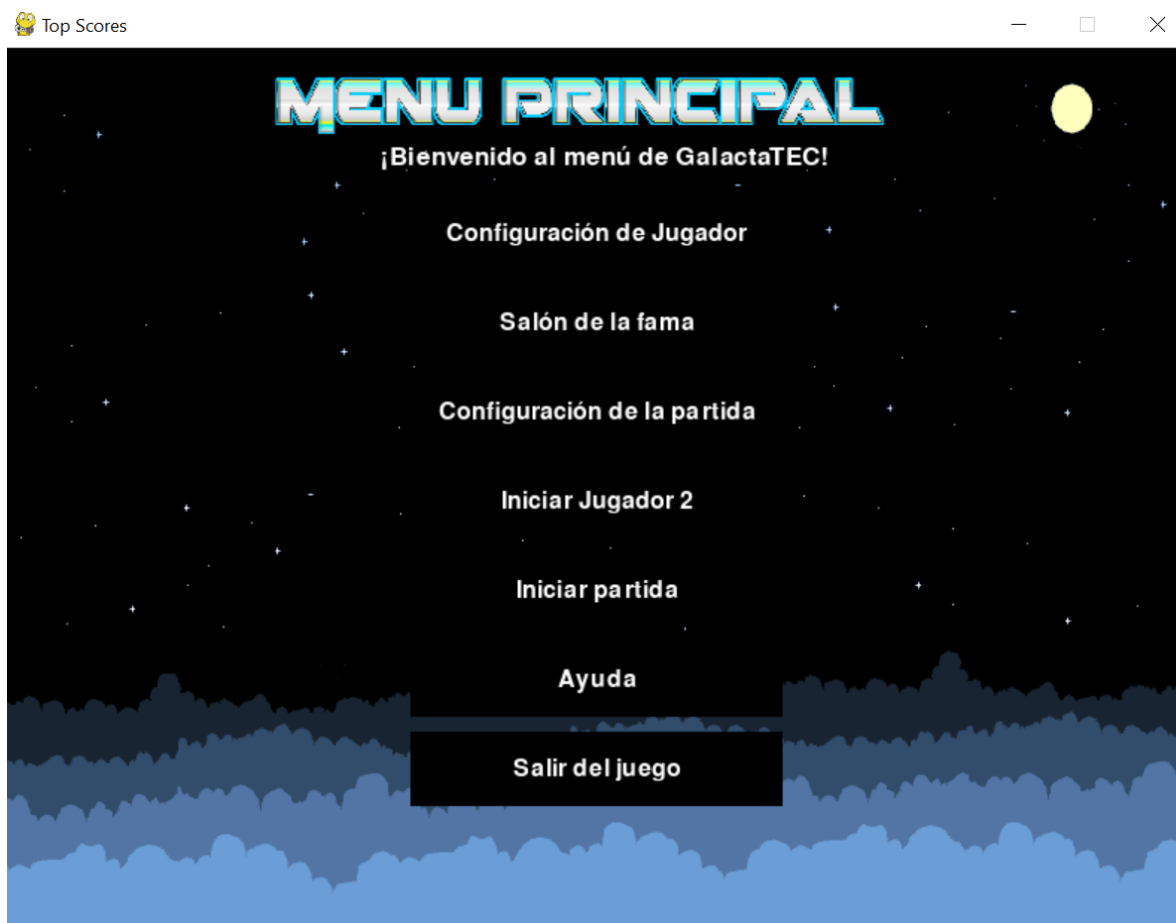 Top Scores
MENU PRINCIPAL
¡Bienvenido al menú de GalactaTEC!
Configuración de Jugador
Salón de la fama
Configuración de la partida
Iniciar Jugador 2
Iniciar partida
Ayuda
Salir del juego